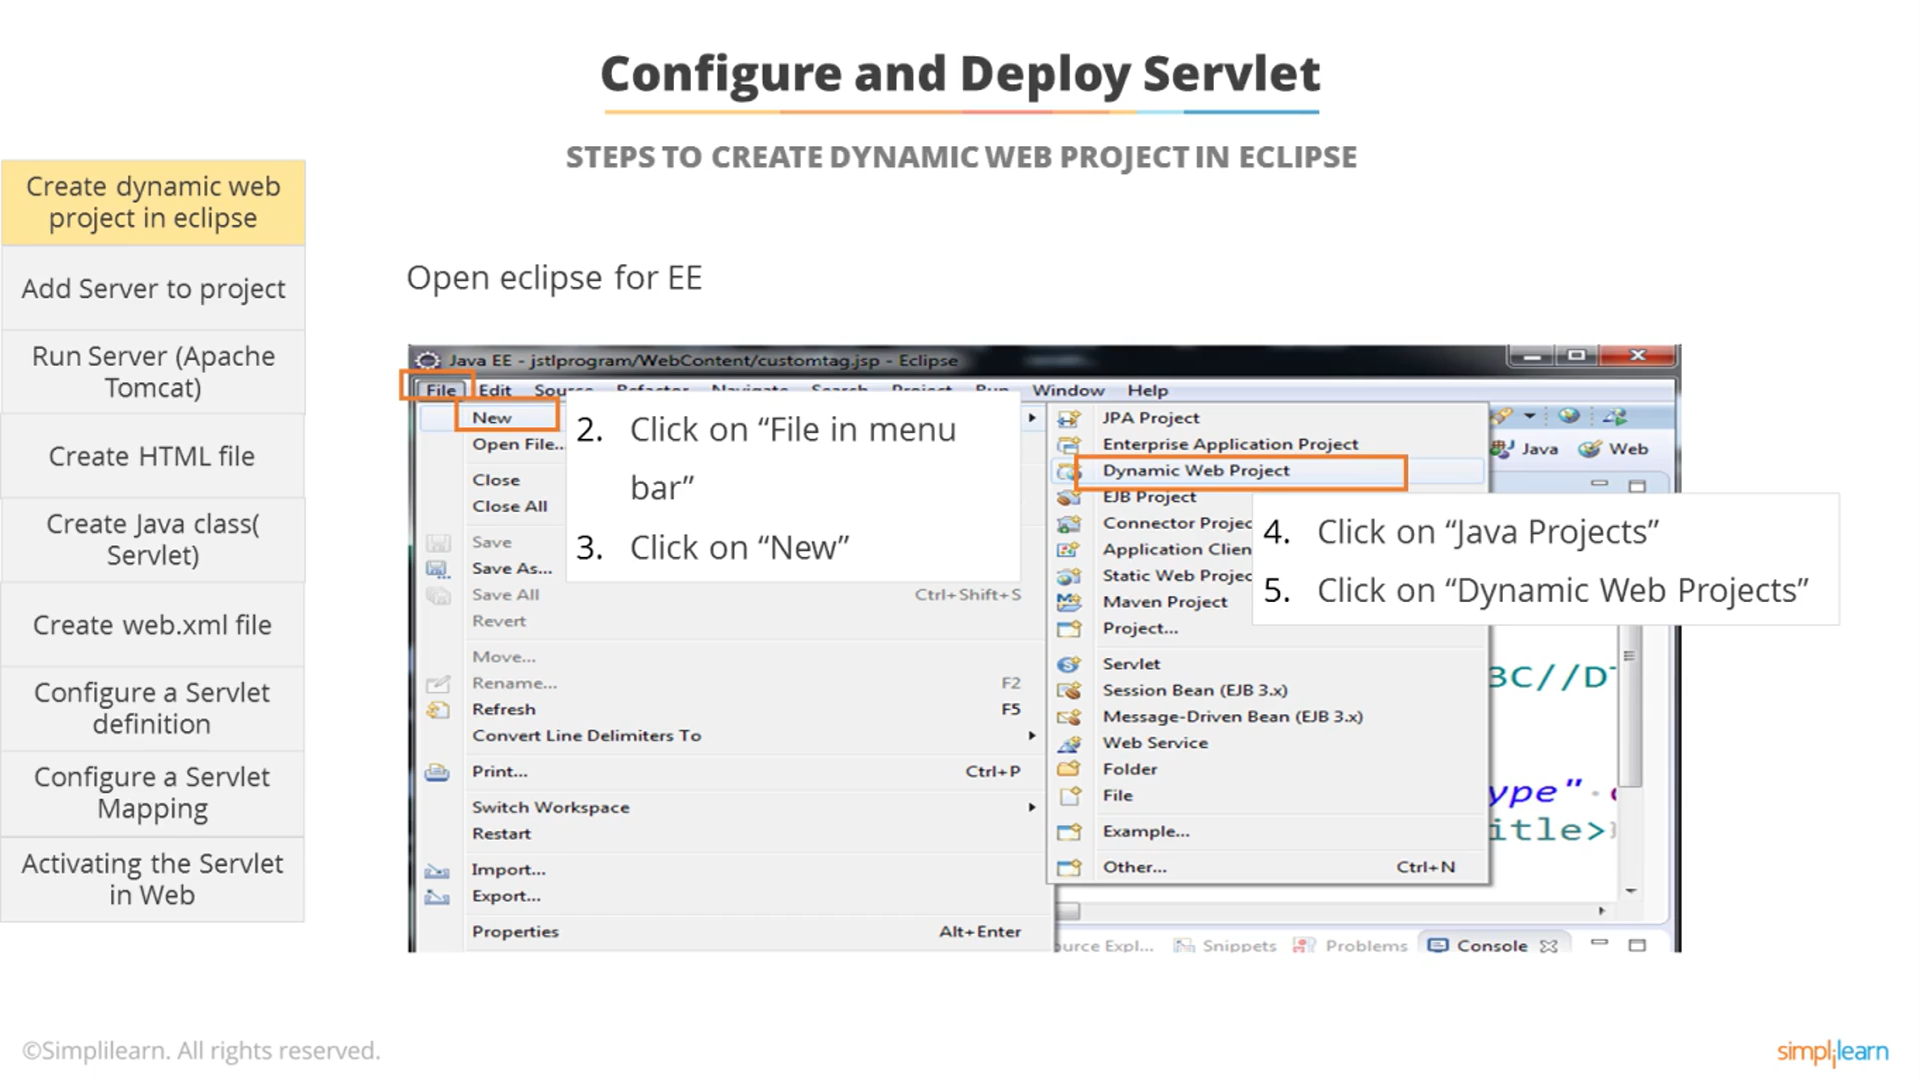 Configure and Deploy Servlet
STEPS TO CREATE DYNAMIC WEB PROJECT IN ECLIPSE
Create dynamic web
project in eclipse
Add Server to project
Run Server (Apache
Tomcat)
Create HTML file
Create Java class(
Servlet)
Create web.xml file
Configure a Servlet
definition
Configure a Servlet
Mapping
Activating the Servlet
in Web
Open eclipse for EE
Java EE - jstlprogram/WebContent/customtag.jsp - Eclipse
File Edit Source Refactor Navigate Search Project Run Window Help
New
Open File...
Close
Close All
Save
Save As...
Save All Ctrl+Shift+S
Revert
Move...
Rename... F2
Refresh F5
Convert Line Delimiters To
Print... Ctrl+P
Switch Workspace
Restart
Import...
Export...
Properties Alt+Enter
2. Click on “File in menu
bar”
3. Click on “New”
JPA Project
Enterprise Application Project
Dynamic Web Project
EJB Project
Connector Projec
Application Clien
Static Web Projec
Maven Project
Project...
Servlet
Session Bean (EJB 3.x)
Message-Driven Bean (EJB 3.x)
Web Service
Folder
File
Example...
Other... Ctrl+N
Java Web
4. Click on “Java Projects”
5. Click on “Dynamic Web Projects”
BC//D
ype"
itle>
ource Expl... Snippets Problems Console
©Simplilearn. All rights reserved.
simplilearn